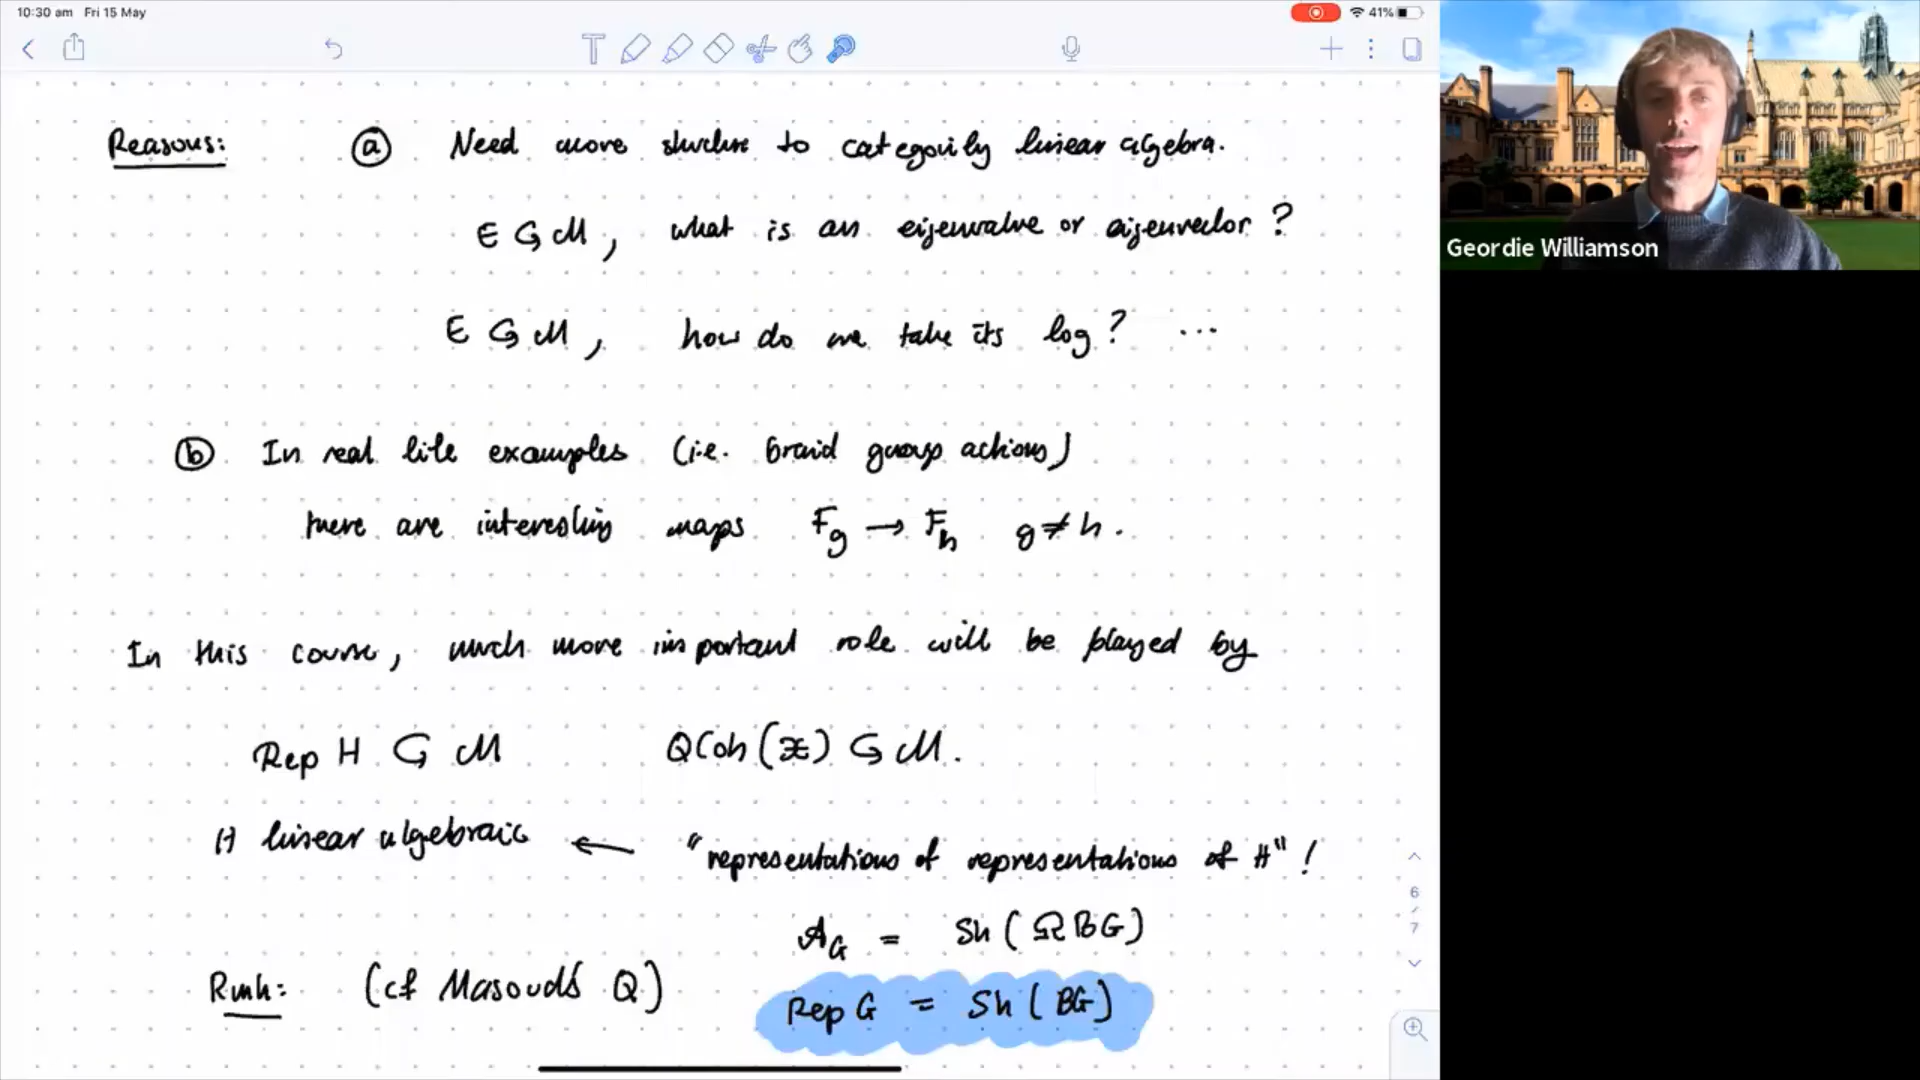 10:30 am Fri 15 May
41%
Reasons: ⓐ Need more structure to categorify linear algebra.
E ↻ M, what is an eigenvalue or eigenvector?
E ↻ M, how do we take its log? ...
ⓑ In real life examples (i.e. braid group actions)
there are interesting maps F_g → F_h g ≠ h.
In this course, much more important role will be played by
Rep H ↻ M QCoh(X) ↻ M.
H linear algebraic ← "representations of representations of H"!
A_G = Sh(ΩBG)
Rmk: (cf Masoud's Q)
Rep G = Sh(BG)
6
/
7
Geordie Williamson